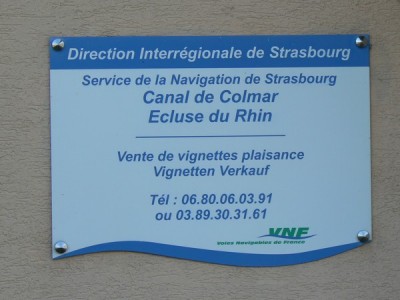 Direction Interrégionale de Strasbourg
Service de la Navigation de Strasbourg
Canal de Colmar
Ecluse du Rhin
Vente de vignettes plaisance
Vignetten Verkauf
Tél : 06.80.06.03.91
ou 03.89.30.31.61
VNF
Voies Navigables de France